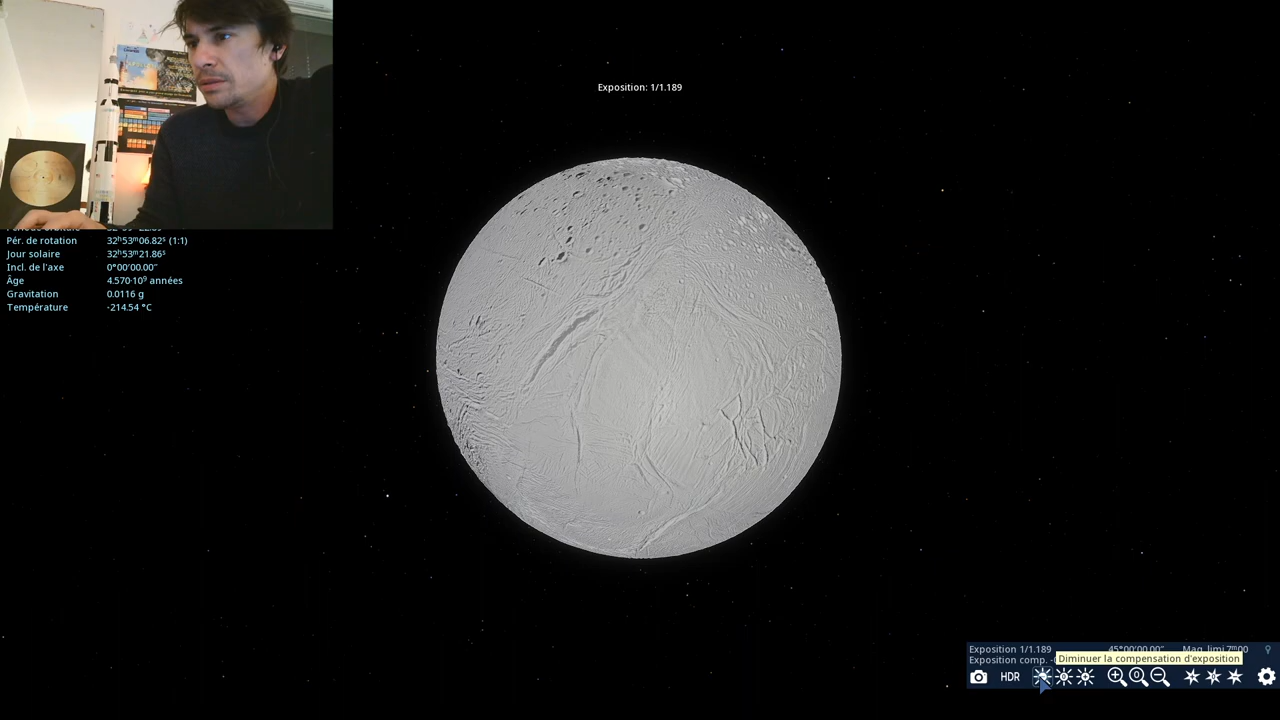 Exposition: 1/1.189
Pér. de rotation 32ʰ53ᵐ06.82ˢ (1:1)
Jour solaire 32ʰ53ᵐ21.86ˢ
Incl. de l'axe 0°00′00.00″
Âge 4.570·10⁹ années
Gravitation 0.0116 g
Température -214.54 °C
Exposition 1/1.189 45°00′00.00″ Mag. limi 7ᵐ00
Exposition comp.
Diminuer la compensation d'exposition
HDR